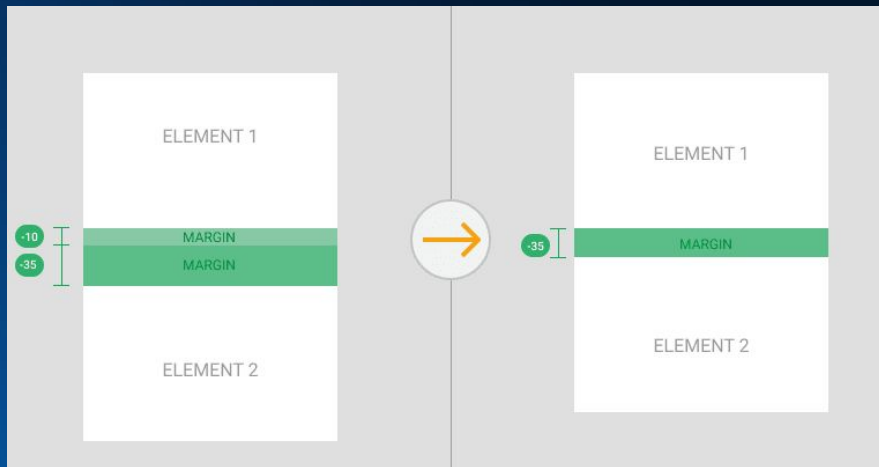 ELEMENT 1
-10
MARGIN
-35
MARGIN
ELEMENT 2
ELEMENT 1
-35
MARGIN
ELEMENT 2